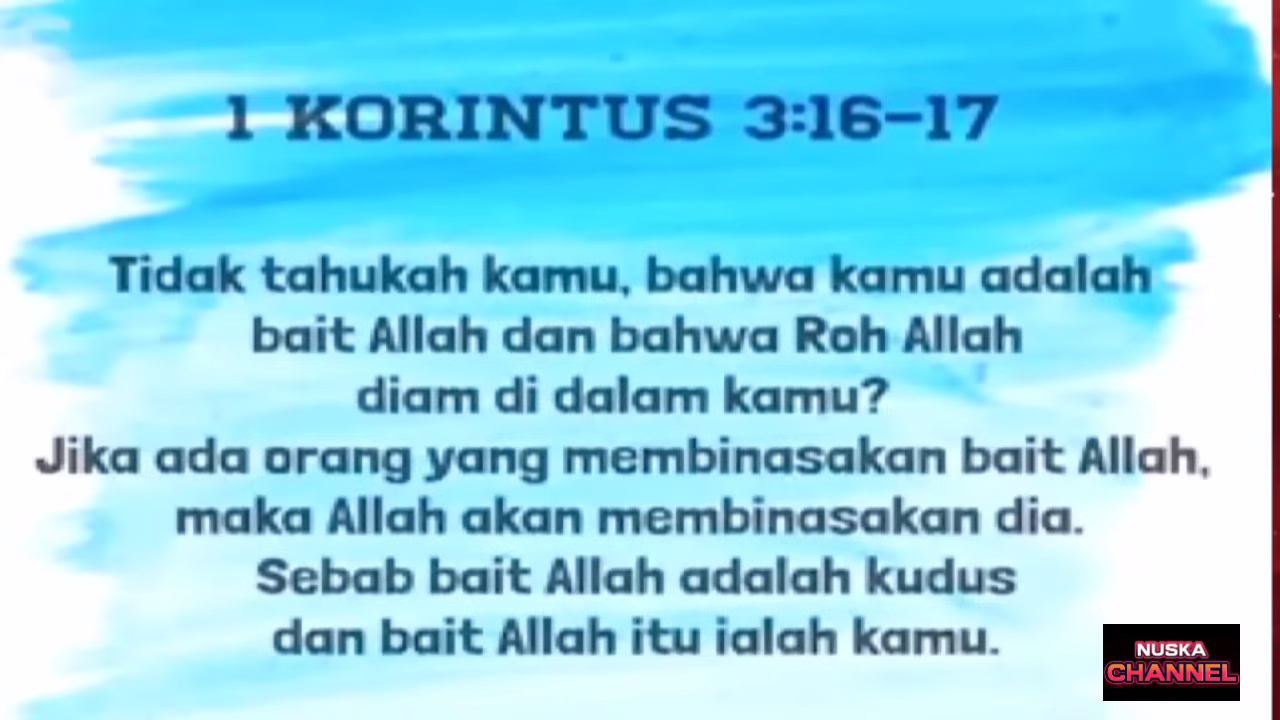 1 KORINTUS 3:16-17
Tidak tahukah kamu, bahwa kamu adalah
bait Allah dan bahwa Roh Allah
diam di dalam kamu?
Jika ada orang yang membinasakan bait Allah,
maka Allah akan membinasakan dia.
Sebab bait Allah adalah kudus
dan bait Allah itu ialah kamu.
NUSKA
CHANNEL